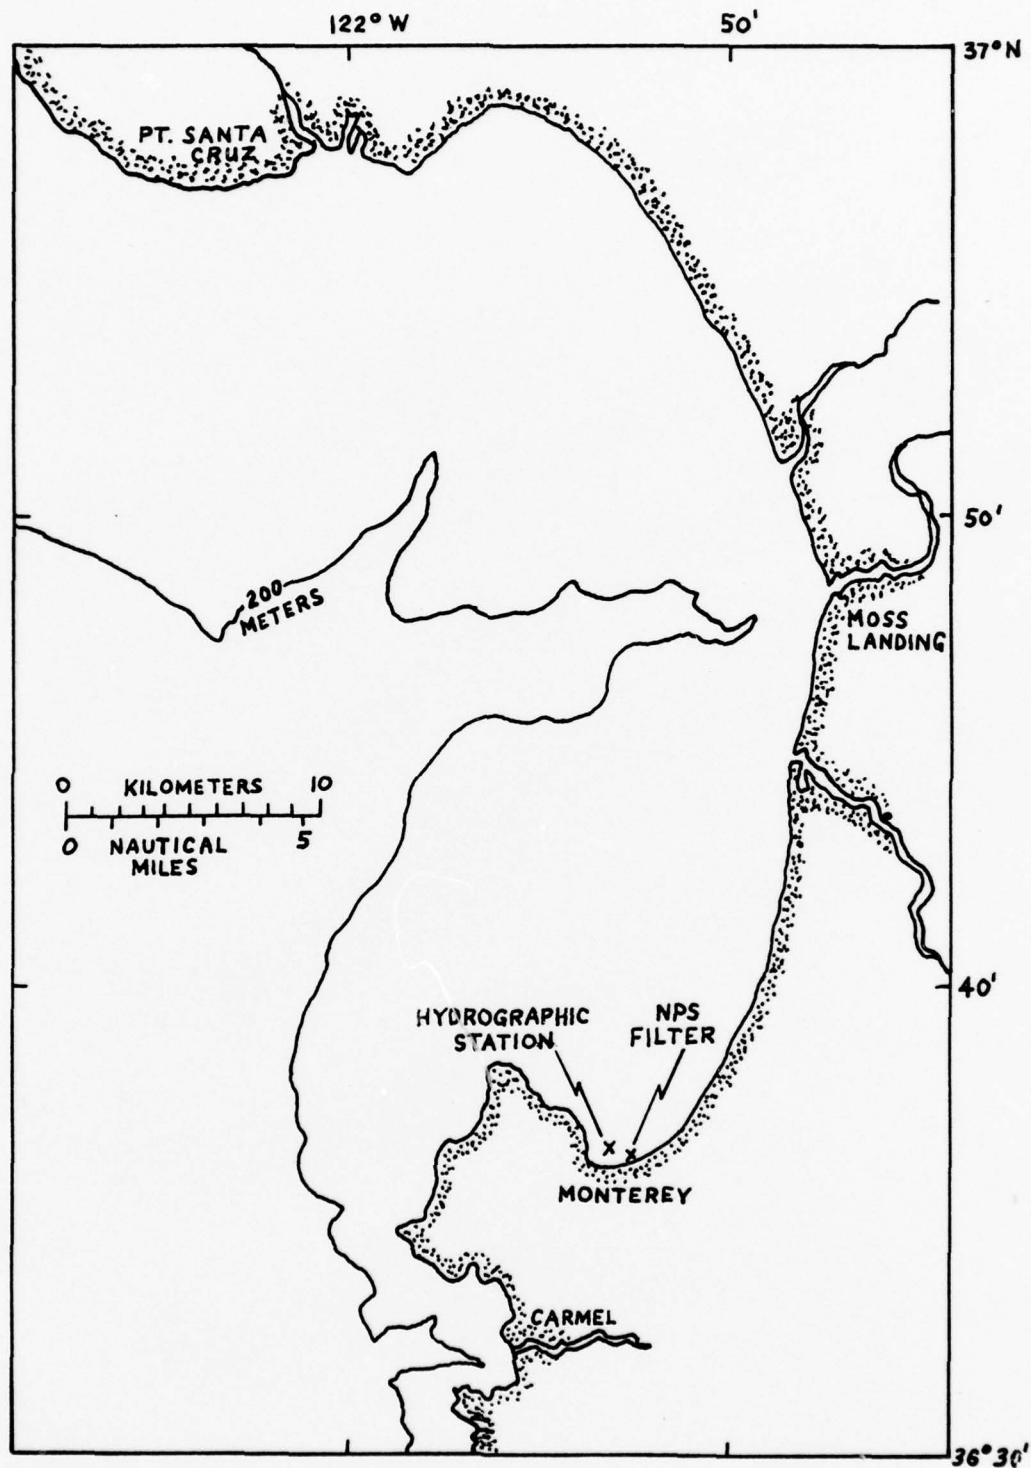 122° W
50'
37° N
PT. SANTA
CRUZ
50'
200
METERS
MOSS
LANDING
0 KILOMETERS 10
0 NAUTICAL 5
MILES
40'
HYDROGRAPHIC
STATION
NPS
FILTER
MONTEREY
CARMEL
36° 30'